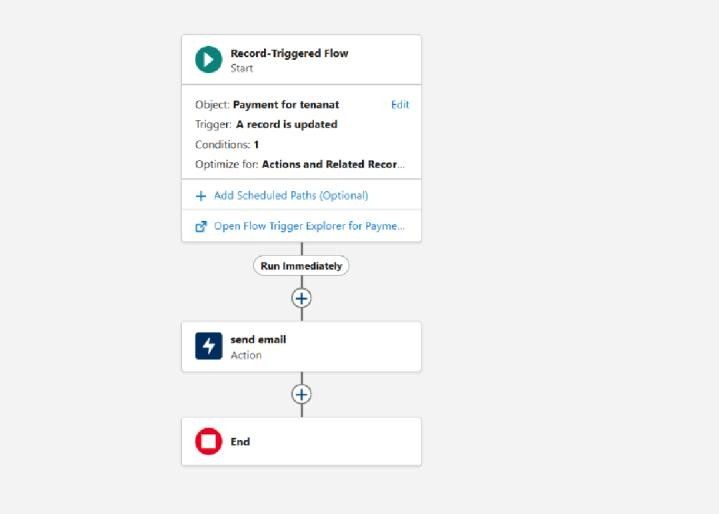 Record-Triggered Flow
Start
Object: Payment for tenanat Edit
Trigger: A record is updated
Conditions: 1
Optimize for: Actions and Related Recor...
Add Scheduled Paths (Optional)
Open Flow Trigger Explorer for Payme...
Run Immediately
send email
Action
End